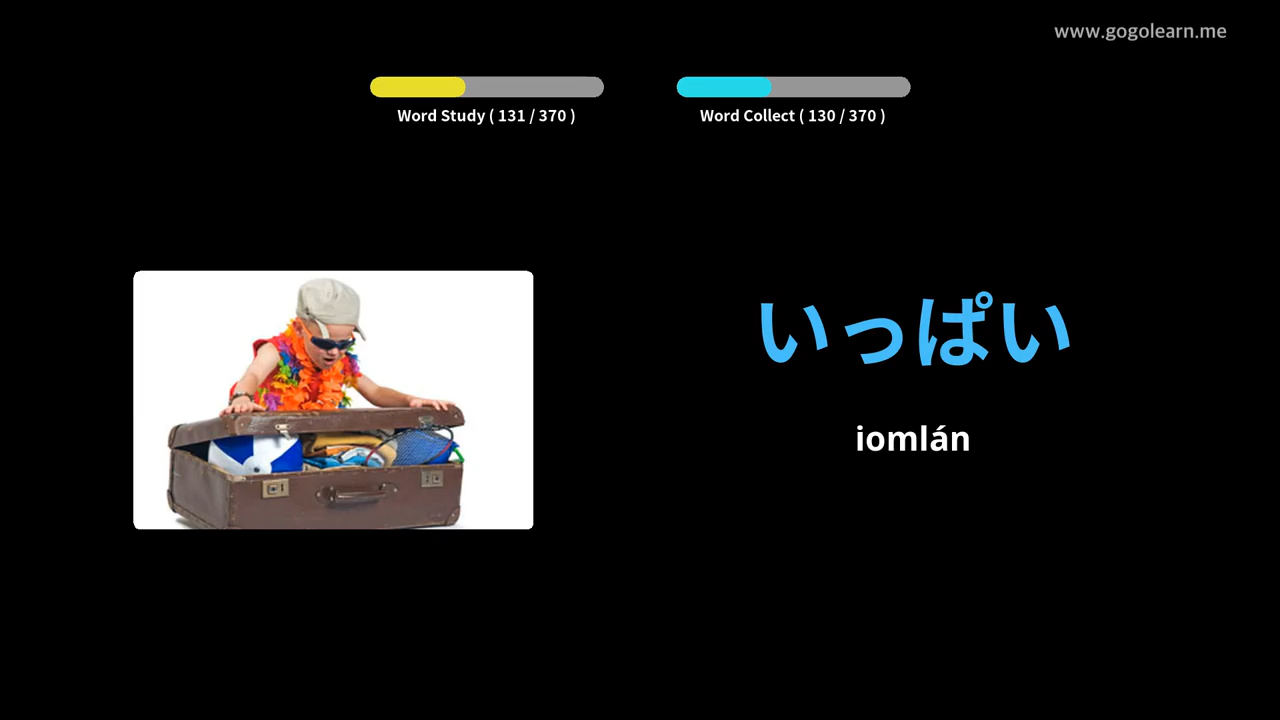 www.gogolearn.me
Word Study ( 131 / 370 )
Word Collect ( 130 / 370 )
いっぱい
iomlán